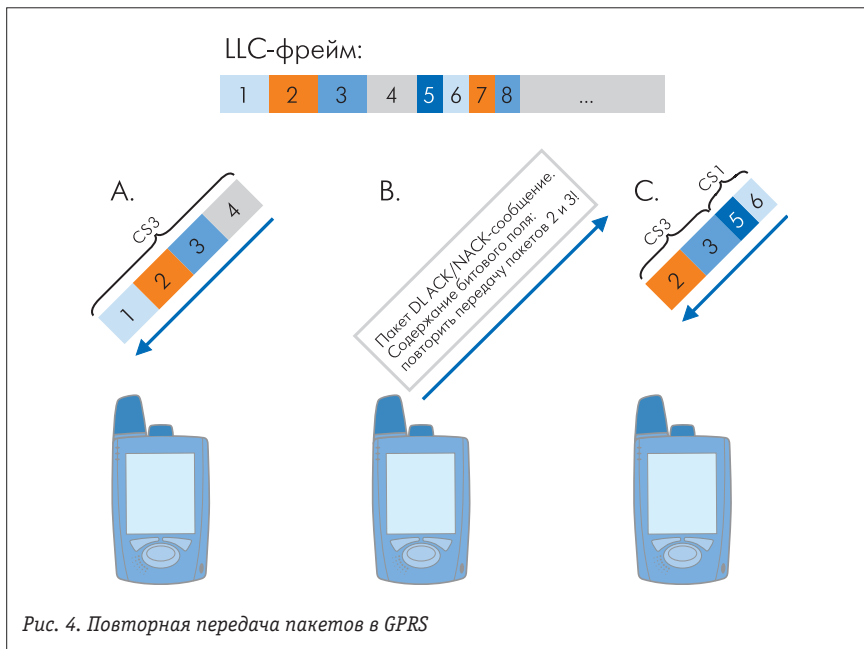 LLC-фрейм:
1 2 3 4 5 6 7 8 ...
A.
CS3
1 2 3 4
B.
Пакет DL ACK/NACK-сообщение.
Содержание битового поля:
повторить передачу пакетов 2 и 3!
C.
CS3 CS1
2 3 5 6
Рис. 4. Повторная передача пакетов в GPRS